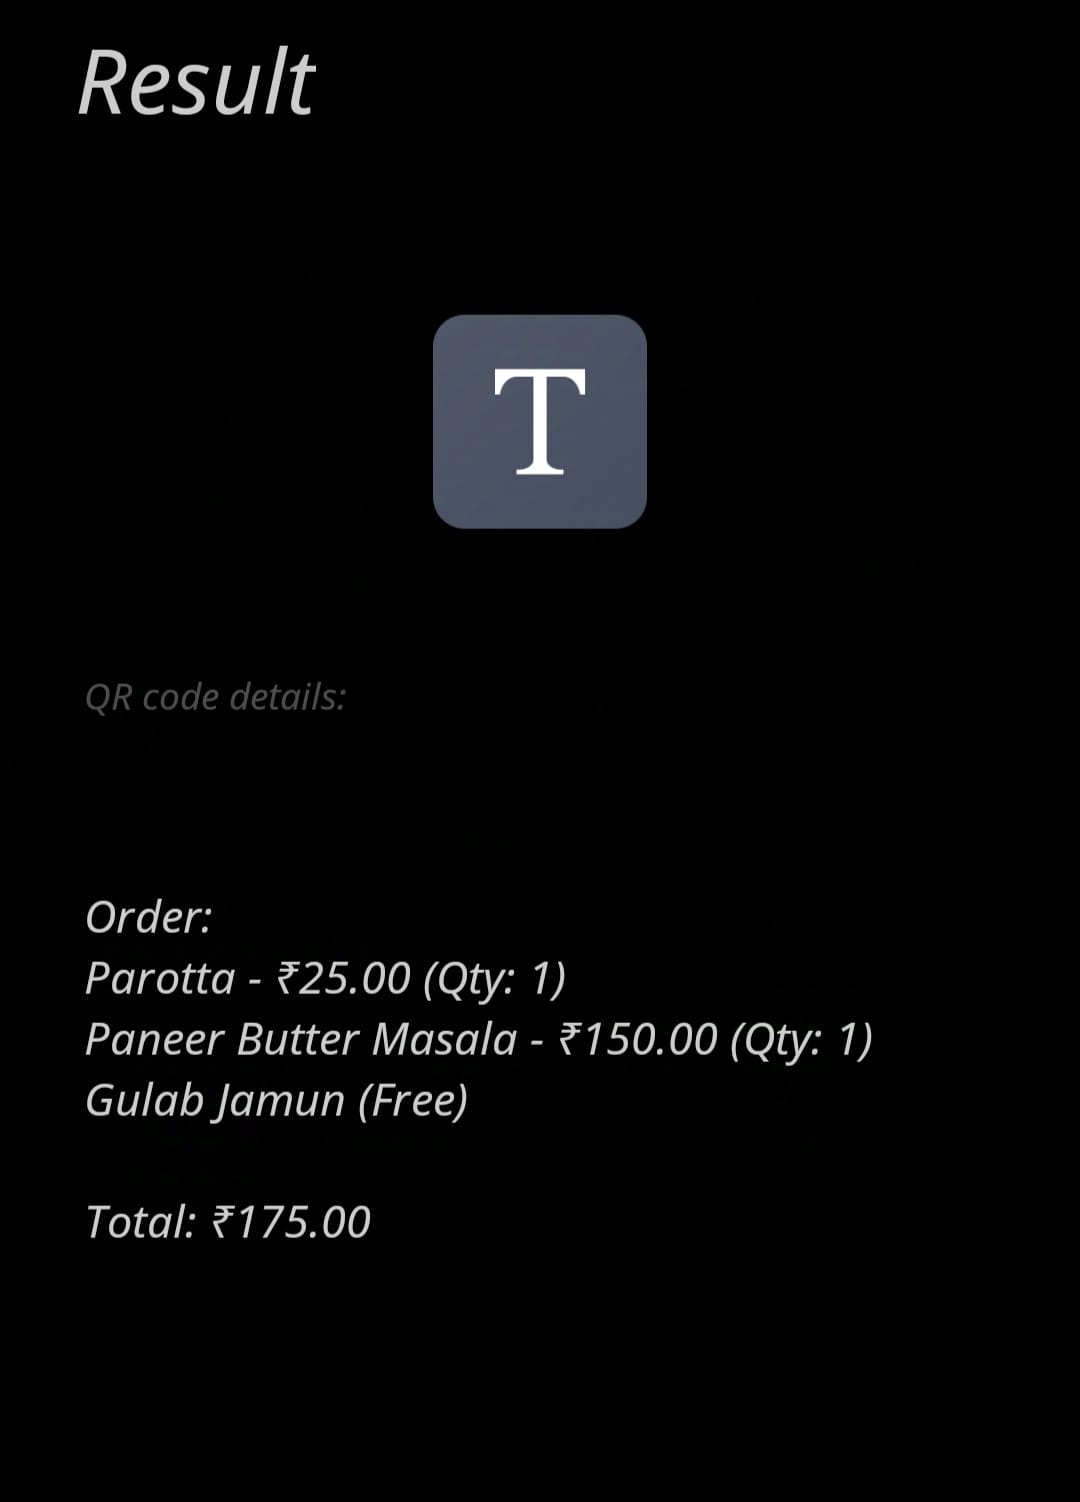 Result
T
QR code details:
Order:
Parotta - ₹25.00 (Qty: 1)
Paneer Butter Masala - ₹150.00 (Qty: 1)
Gulab Jamun (Free)
Total: ₹175.00